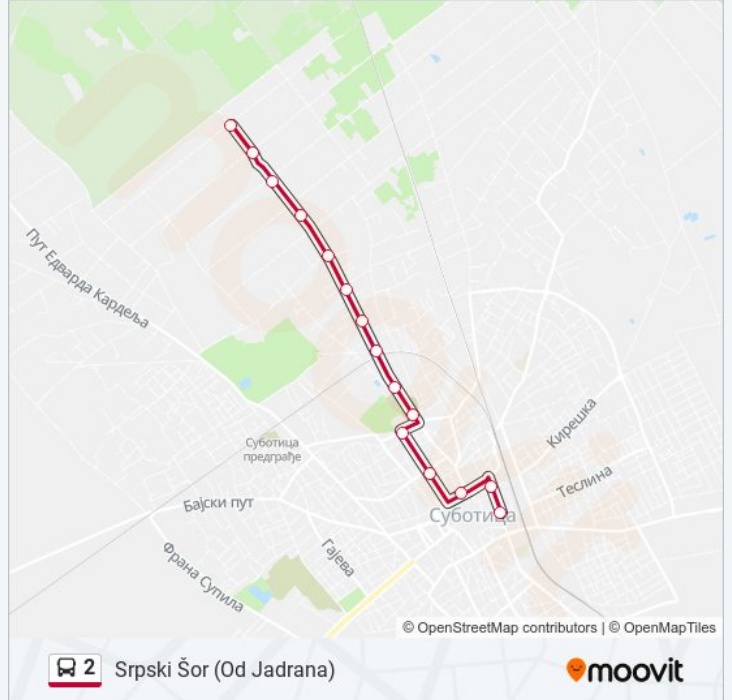 Пут Едварда Кардеља
Суботица
предграђе
Кирешка
Теслина
Бајски пут
Суботица
Франа Супила
Гајева
© OpenStreetMap contributors | © OpenMapTiles
2 Srpski Šor (Od Jadrana)
moovit